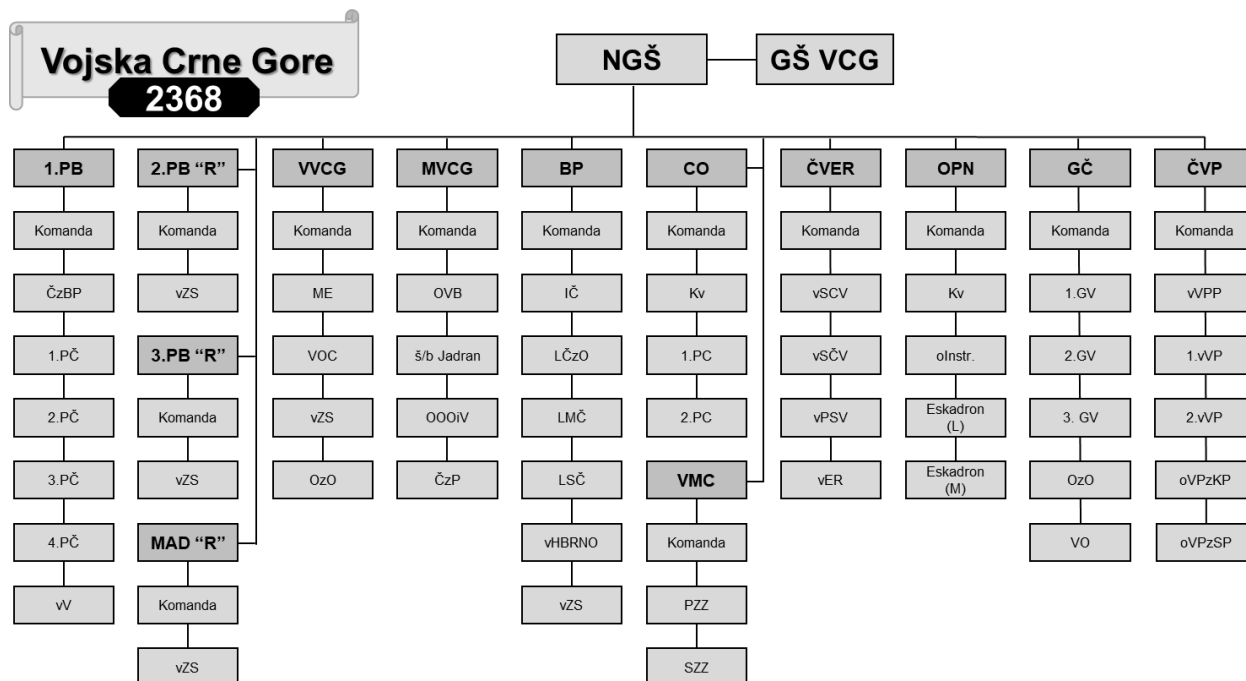 Vojska Crne Gore
2368
NGŠ
GŠ VCG
1.PB
Komanda
ČzBP
1.PČ
2.PČ
3.PČ
4.PČ
vV
2.PB “R”
Komanda
vZS
3.PB “R”
Komanda
vZS
MAD “R”
Komanda
vZS
VVCG
Komanda
ME
VOC
vZS
OzO
MVCG
Komanda
OVB
š/b Jadran
OOOiV
ČzP
BP
Komanda
IČ
LČzO
LMČ
LSČ
vHBRNO
vZS
CO
Komanda
Kv
1.PC
2.PC
VMC
Komanda
PZZ
SZZ
ČVER
Komanda
vSCV
vSČV
vPSV
vER
OPN
Komanda
Kv
oInstr.
Eskadron
(L)
Eskadron
(M)
GČ
Komanda
1.GV
2.GV
3. GV
OzO
VO
ČVP
Komanda
vVPP
1.vVP
2.vVP
oVPzKP
oVPzSP